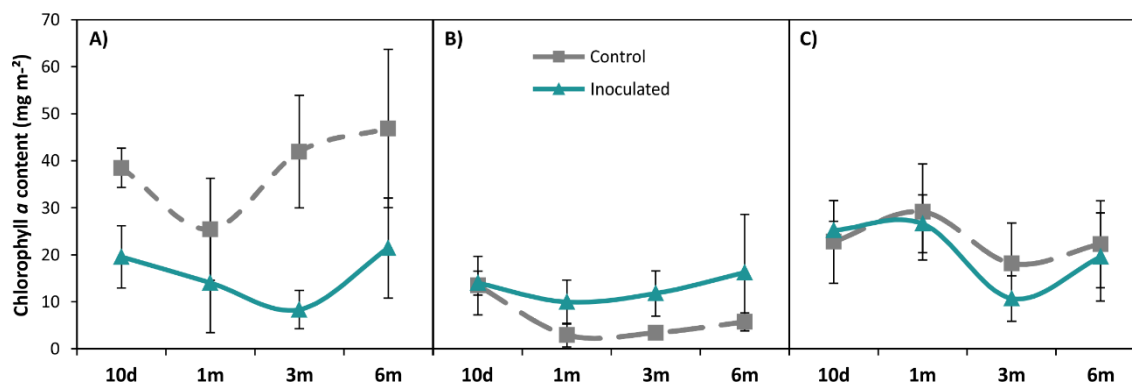 Chlorophyll a content (mg m-²)
70
60
50
40
30
20
10
0
A)
B)
C)
Control
Inoculated
10d 1m 3m 6m 10d 1m 3m 6m 10d 1m 3m 6m